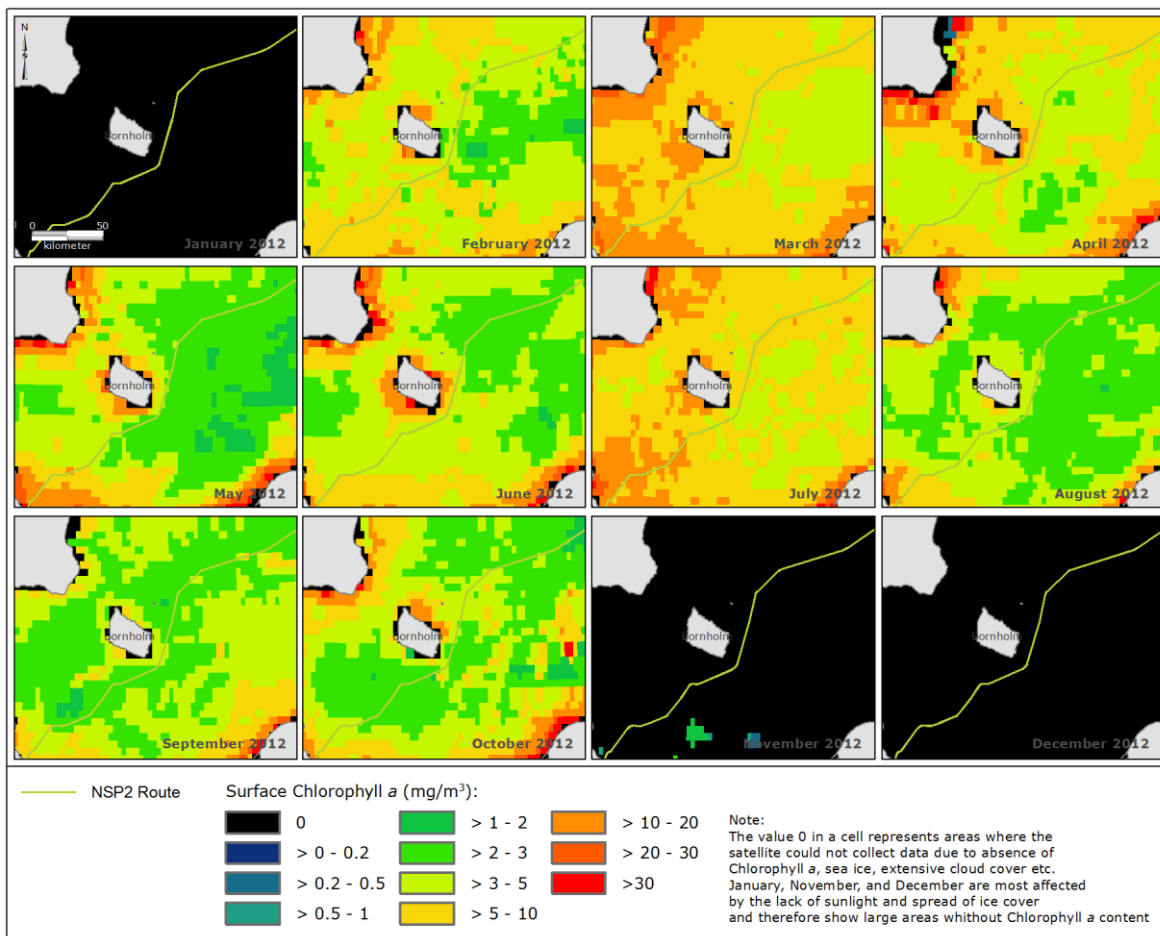 N
Bornholm
0 50
kilometer
January 2012
Bornholm
February 2012
Bornholm
March 2012
Bornholm
April 2012
Bornholm
May 2012
Bornholm
June 2012
Bornholm
July 2012
Bornholm
August 2012
Bornholm
September 2012
Bornholm
October 2012
Bornholm
November 2012
Bornholm
December 2012
NSP2 Route
Surface Chlorophyll a (mg/m³):
0
> 0 - 0.2
> 0.2 - 0.5
> 0.5 - 1
> 1 - 2
> 2 - 3
> 3 - 5
> 5 - 10
> 10 - 20
> 20 - 30
>30
Note:
The value 0 in a cell represents areas where the
satellite could not collect data due to absence of
Chlorophyll a, sea ice, extensive cloud cover etc.
January, November, and December are most affected
by the lack of sunlight and spread of ice cover
and therefore show large areas whithout Chlorophyll a content